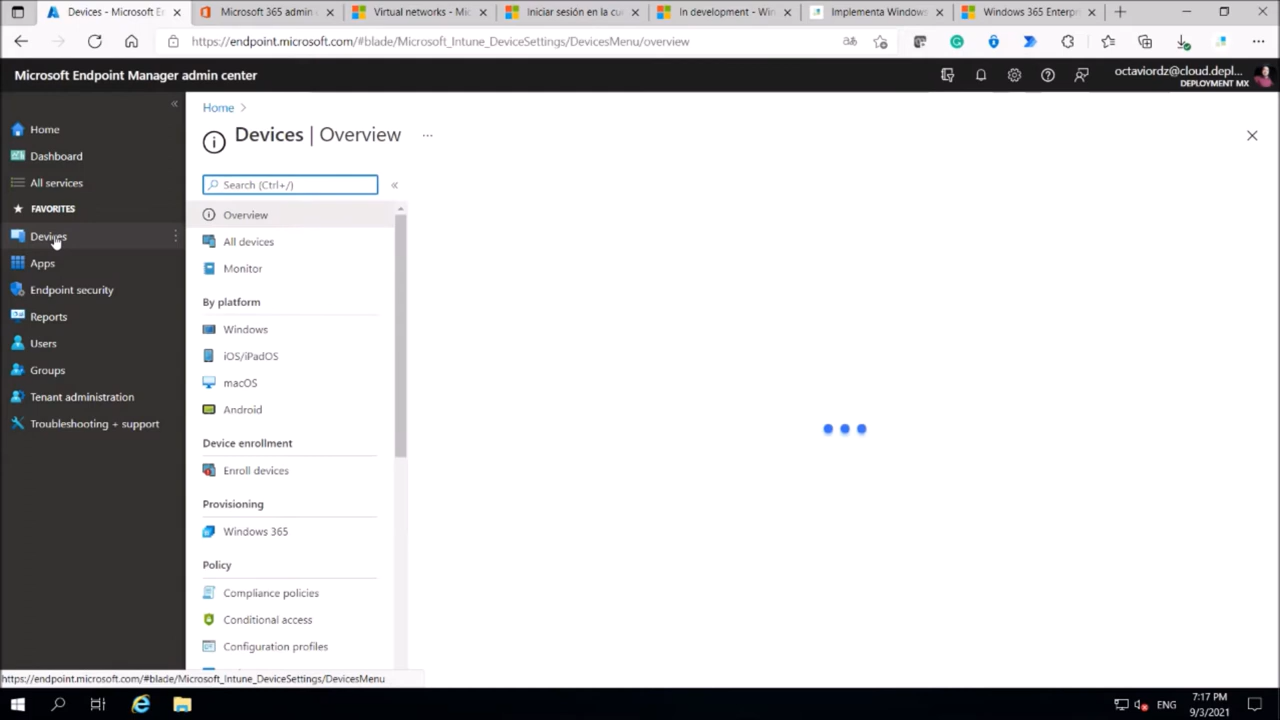 Devices - Microsoft E
Microsoft 365 admin
Virtual networks - Mic
Iniciar sesión en la cu
In development - Win
Implementa Windows
Windows 365 Enterp
https://endpoint.microsoft.com/#blade/Microsoft_Intune_DeviceSettings/DevicesMenu/overview
Microsoft Endpoint Manager admin center
octaviordz@cloud.depl...
DEPLOYMENT MX
Home
Dashboard
All services
FAVORITES
Devices
Apps
Endpoint security
Reports
Users
Groups
Tenant administration
Troubleshooting + support
Home
Devices | Overview
Search (Ctrl+/)
Overview
All devices
Monitor
By platform
Windows
iOS/iPadOS
macOS
Android
Device enrollment
Enroll devices
Provisioning
Windows 365
Policy
Compliance policies
Conditional access
Configuration profiles
https://endpoint.microsoft.com/#blade/Microsoft_Intune_DeviceSettings/DevicesMenu
ENG
7:17 PM
9/3/2021